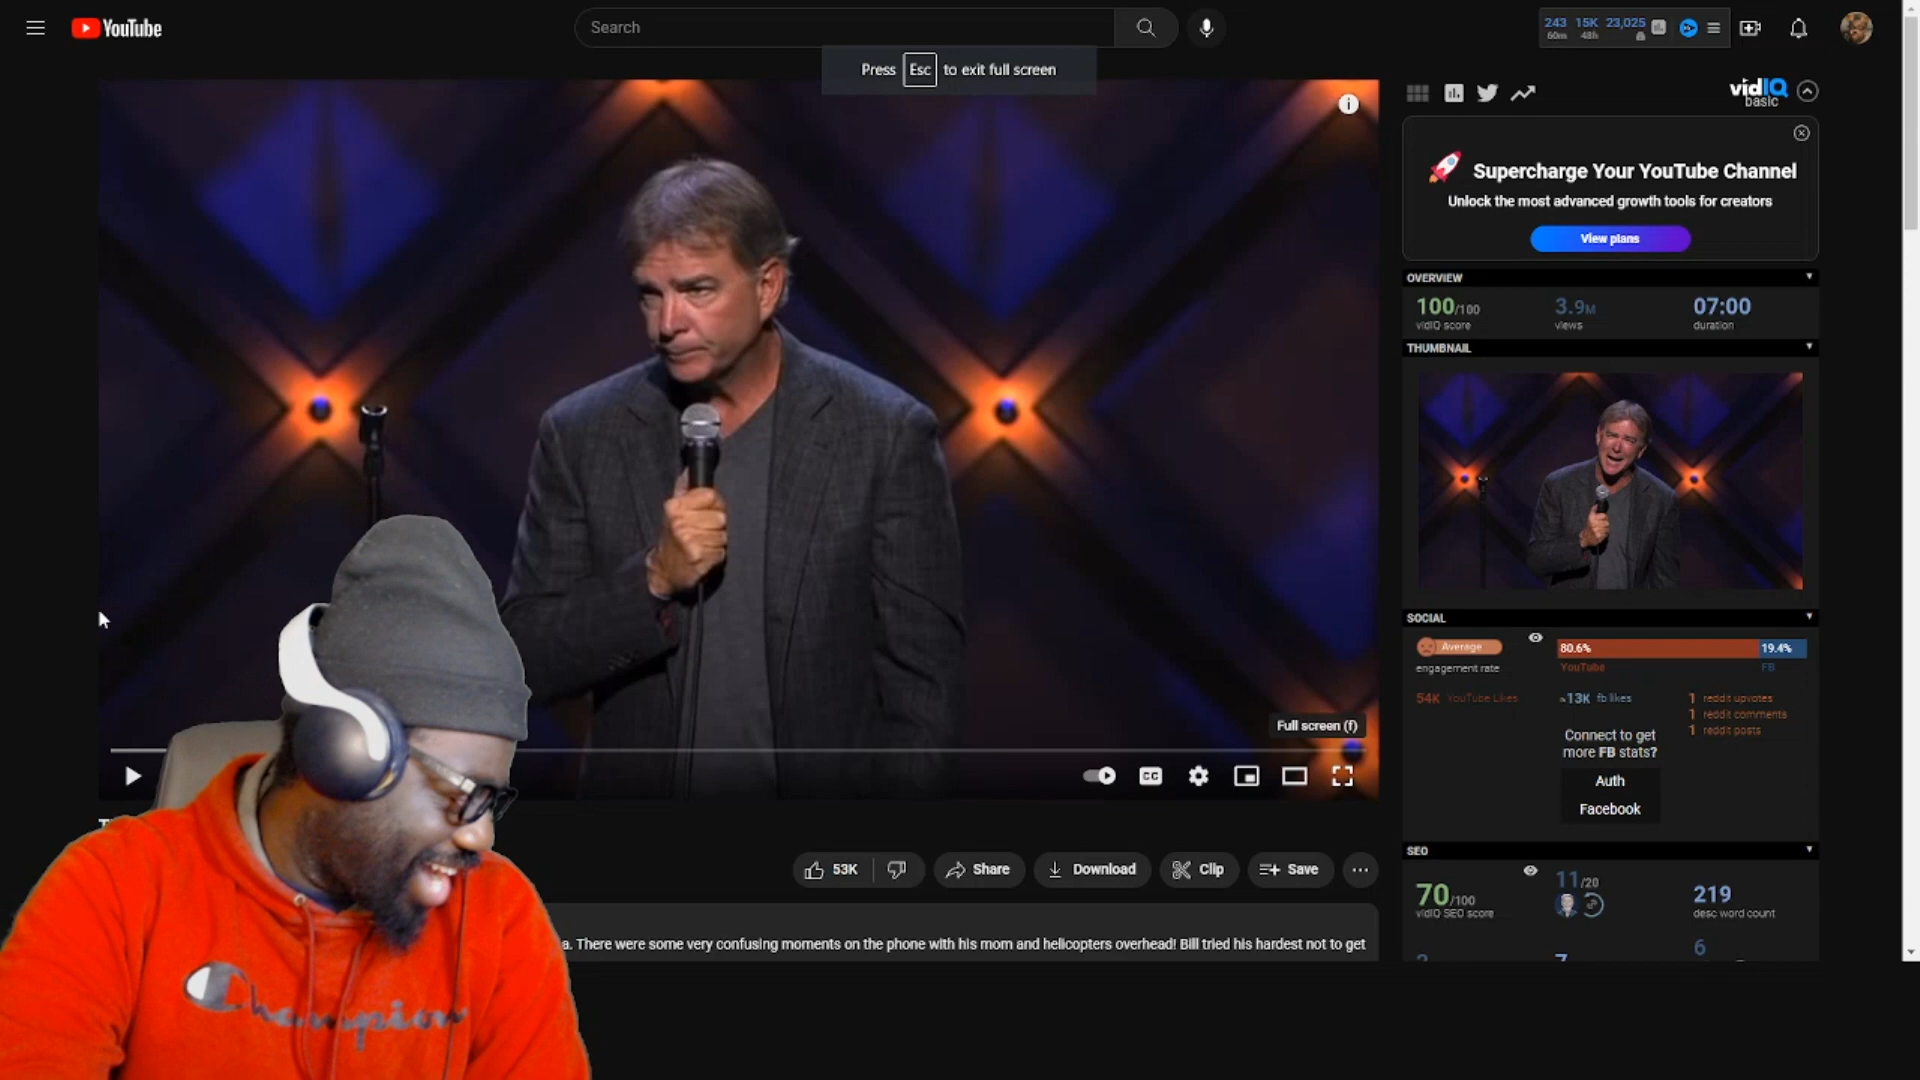 YouTube
Search
243 15K 23,025
60m 48h
Press Esc to exit full screen
vidIQ
basic
Supercharge Your YouTube Channel
Unlock the most advanced growth tools for creators
View plans
OVERVIEW
100/100 3.9M 07:00
vidIQ score views duration
THUMBNAIL
SOCIAL
Average 80.6% 19.4%
engagement rate YouTube FB
54K YouTube Likes ≈13K fb likes 1 reddit upvotes
1 reddit comments
1 reddit posts
Connect to get
more FB stats?
Auth
Facebook
SEO
70/100 11/20 219
vidIQ SEO score desc word count
6
Full screen (f)
CC
53K Share Download Clip Save
a. There were some very confusing moments on the phone with his mom and helicopters overhead! Bill tried his hardest not to get
Champion